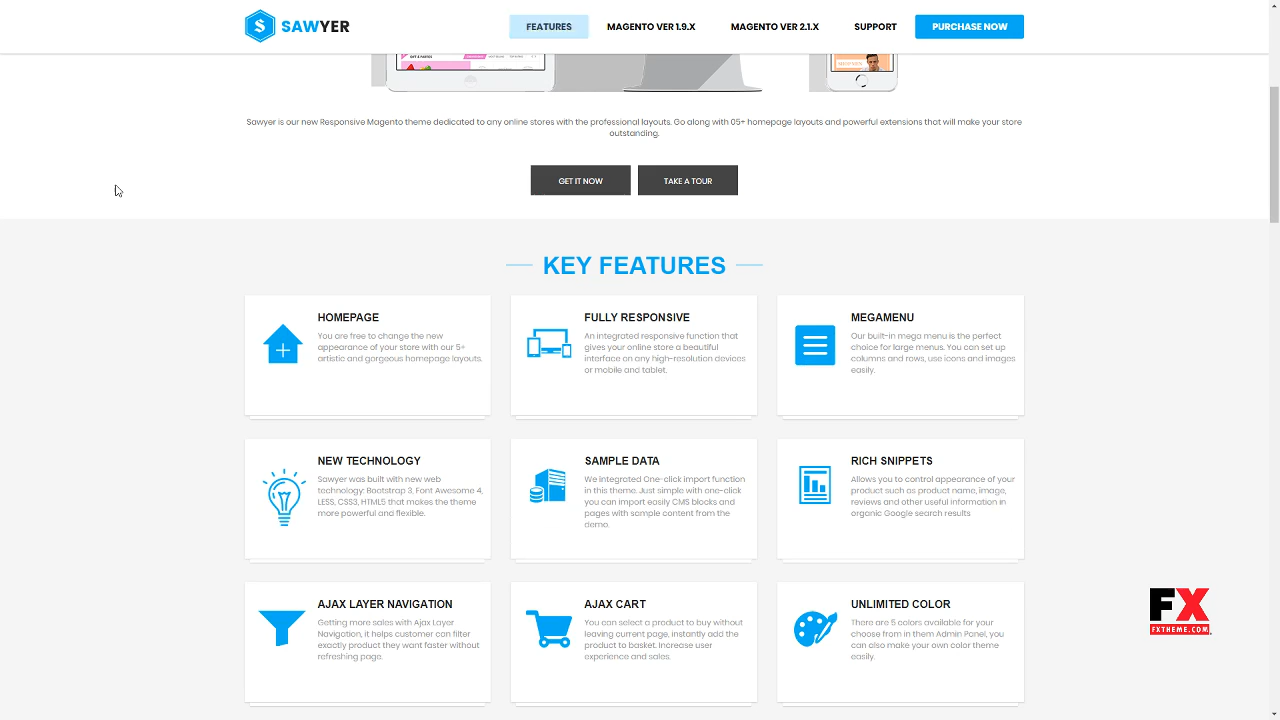 SAWYER
FEATURES
MAGENTO VER 1.9.X
MAGENTO VER 2.1.X
SUPPORT
PURCHASE NOW
Sawyer is our new Responsive Magento theme dedicated to any online stores with the professional layouts. Go along with 05+ homepage layouts and powerful extensions that will make your store
outstanding.
GET IT NOW
TAKE A TOUR
KEY FEATURES
HOMEPAGE
You are free to change the new
appearance of your store with our 5+
artistic and gorgeous homepage layouts.
FULLY RESPONSIVE
An integrated responsive function that
gives your online store a beautiful
interface on any high-resolution devices
or mobile and tablet.
MEGAMENU
Our built-in mega menu is the perfect
choice for large menus. You can set up
columns and rows, use icons and images
easily.
NEW TECHNOLOGY
Sawyer was built with new web
technology: Bootstrap 3, Font Awesome 4,
LESS, CSS3, HTML5 that makes the theme
more powerful and flexible.
SAMPLE DATA
We integrated One-click import function
in this theme. Just simple with one-click
you can import easily CMS blocks and
pages with sample content from the
demo.
RICH SNIPPETS
Allows you to control appearance of your
product such as product name, image,
reviews and other useful information in
organic Google search results
AJAX LAYER NAVIGATION
Getting more sales with Ajax Layer
Navigation, it helps customer can filter
exactly product they want faster without
refreshing page.
AJAX CART
You can select a product to buy without
leaving current page, instantly add the
product to basket. Increase user
experience and sales.
UNLIMITED COLOR
There are 5 colors available for your
choose from in them Admin Panel, you
can also make your own color theme
easily.
FX
FXTHEME.COM